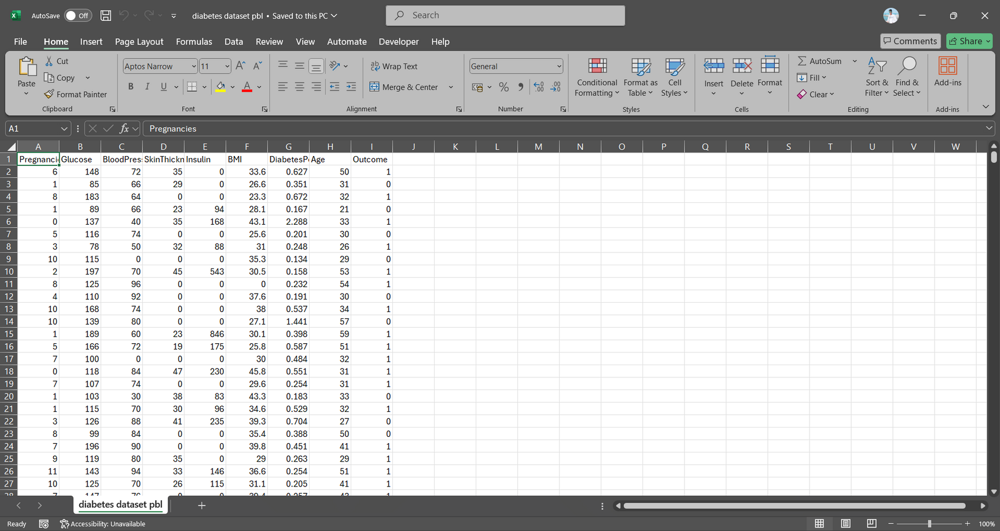 AutoSave Off diabetes dataset pbl • Saved to this PC Search
File Home Insert Page Layout Formulas Data Review View Automate Developer Help Comments Share
Paste Cut Copy Format Painter Clipboard
Aptos Narrow 11 B I U A Font
Wrap Text Merge & Center Alignment
General % Number
Conditional Formatting Format as Table Cell Styles Styles
Insert Delete Format Cells
AutoSum Fill Clear Sort & Filter Find & Select Editing
Add-ins Add-ins
A1 fx Pregnancies
A B C D E F G H I J K L M N O P Q R S T U V W
1 Pregnanci Glucose BloodPres SkinThickn Insulin BMI DiabetesP Age Outcome
2 6 148 72 35 0 33.6 0.627 50 1
3 1 85 66 29 0 26.6 0.351 31 0
4 8 183 64 0 0 23.3 0.672 32 1
5 1 89 66 23 94 28.1 0.167 21 0
6 0 137 40 35 168 43.1 2.288 33 1
7 5 116 74 0 0 25.6 0.201 30 0
8 3 78 50 32 88 31 0.248 26 1
9 10 115 0 0 0 35.3 0.134 29 0
10 2 197 70 45 543 30.5 0.158 53 1
11 8 125 96 0 0 0 0.232 54 1
12 4 110 92 0 0 37.6 0.191 30 0
13 10 168 74 0 0 38 0.537 34 1
14 10 139 80 0 0 27.1 1.441 57 0
15 1 189 60 23 846 30.1 0.398 59 1
16 5 166 72 19 175 25.8 0.587 51 1
17 7 100 0 0 0 30 0.484 32 1
18 0 118 84 47 230 45.8 0.551 31 1
19 7 107 74 0 0 29.6 0.254 31 1
20 1 103 30 38 83 43.3 0.183 33 0
21 1 115 70 30 96 34.6 0.529 32 1
22 3 126 88 41 235 39.3 0.704 27 0
23 8 99 84 0 0 35.4 0.388 50 0
24 7 196 90 0 0 39.8 0.451 41 1
25 9 119 80 35 0 29 0.263 29 1
26 11 143 94 33 146 36.6 0.254 51 1
27 10 125 70 26 115 31.1 0.205 41 1
28 7 147 76 0 0 39.4 0.257 43 1
diabetes dataset pbl
Ready Accessibility: Unavailable 100%